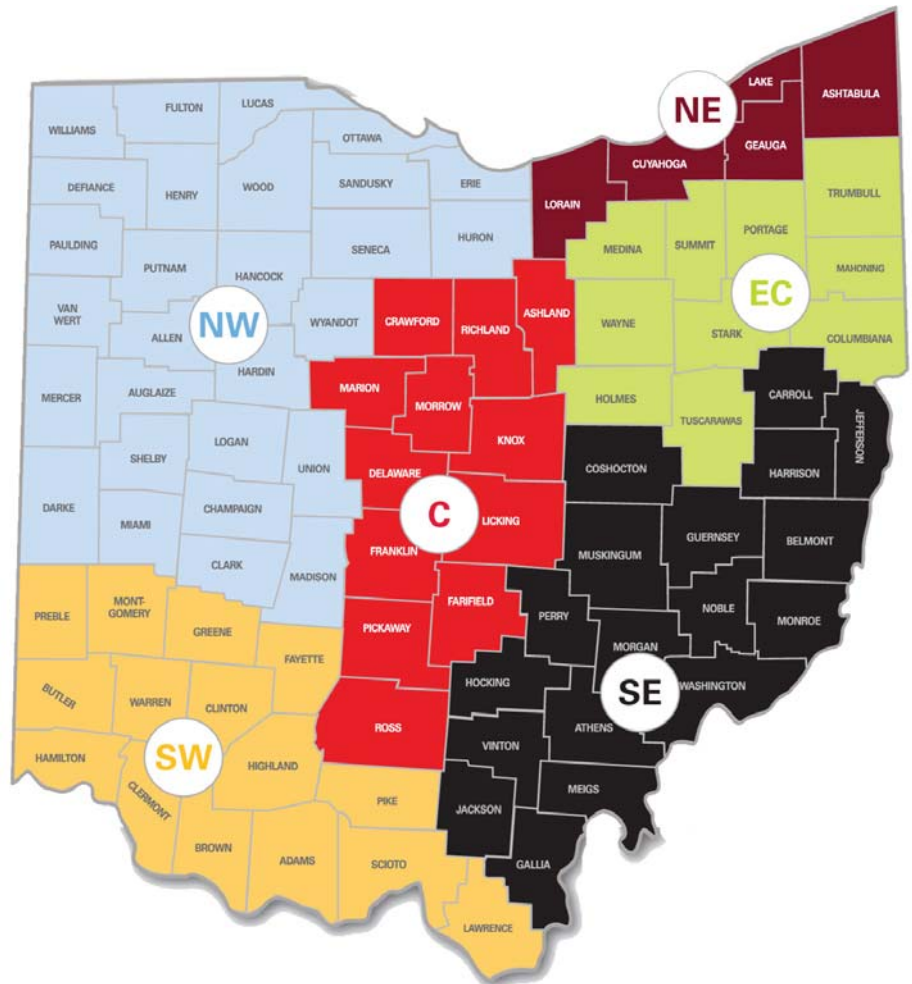 LAKE
ASHTABULA
NE
FULTON
LUCAS
WILLIAMS
OTTAWA
GEAUGA
CUYAHOGA
DEFIANCE
HENRY
WOOD
SANDUSKY
ERIE
LORAIN
TRUMBULL
PAULDING
SENECA
HURON
MEDINA
SUMMIT
PORTAGE
PUTNAM
HANCOCK
MAHONING
EC
VAN
WERT
ALLEN
NW
WYANDOT
CRAWFORD
RICHLAND
ASHLAND
WAYNE
STARK
COLUMBIANA
HARDIN
MARION
MERCER
AUGLAIZE
MORROW
HOLMES
CARROLL
JEFFERSON
TUSCARAWAS
LOGAN
KNOX
SHELBY
UNION
DELAWARE
COSHOCTON
HARRISON
DARKE
CHAMPAIGN
MIAMI
C
LICKING
GUERNSEY
BELMONT
FRANKLIN
MUSKINGUM
CLARK
MADISON
PREBLE
MONT-
GOMERY
FARIFIELD
PERRY
NOBLE
MONROE
GREENE
PICKAWAY
MORGAN
FAYETTE
HOCKING
SE
WASHINGTON
BUTLER
WARREN
CLINTON
ROSS
ATHENS
HAMILTON
SW
HIGHLAND
VINTON
CLERMONT
PIKE
MEIGS
JACKSON
BROWN
ADAMS
SCIOTO
GALLIA
LAWRENCE